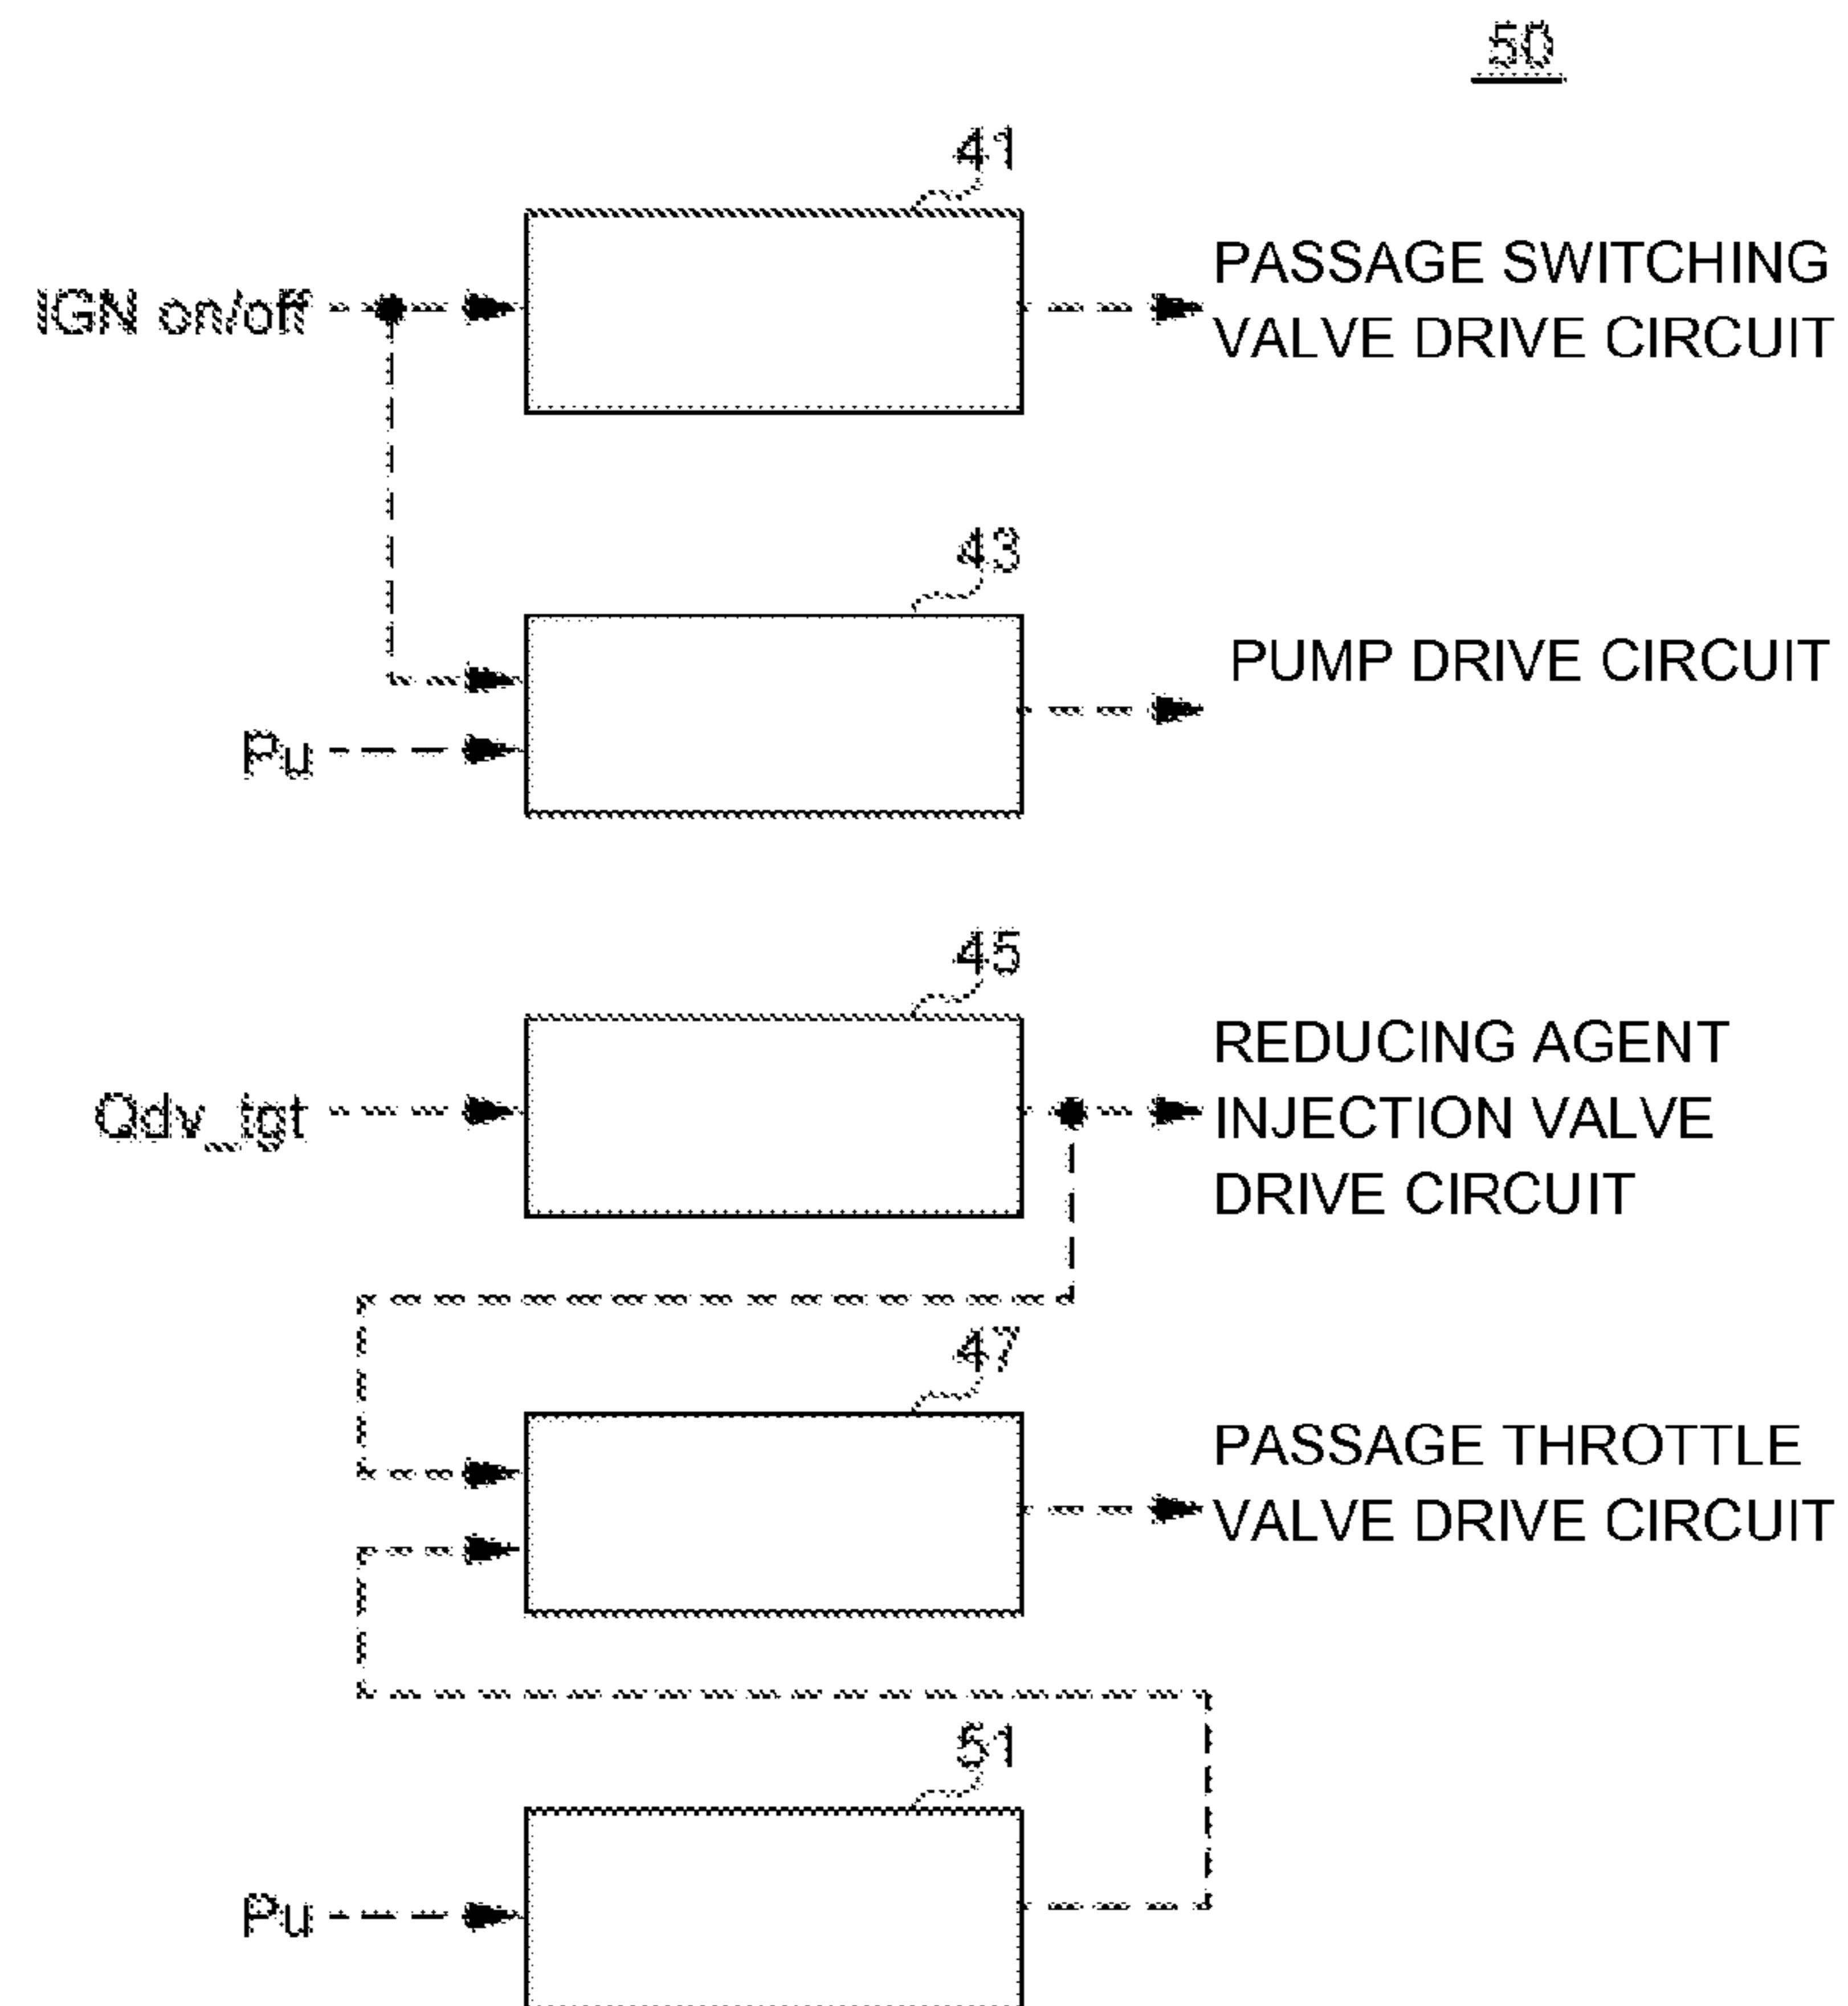 50
41
IGN on/off
PASSAGE SWITCHING
VALVE DRIVE CIRCUIT
43
PUMP DRIVE CIRCUIT
Pu
45
Qdv_tgt
REDUCING AGENT
INJECTION VALVE
DRIVE CIRCUIT
47
PASSAGE THROTTLE
VALVE DRIVE CIRCUIT
51
Pu